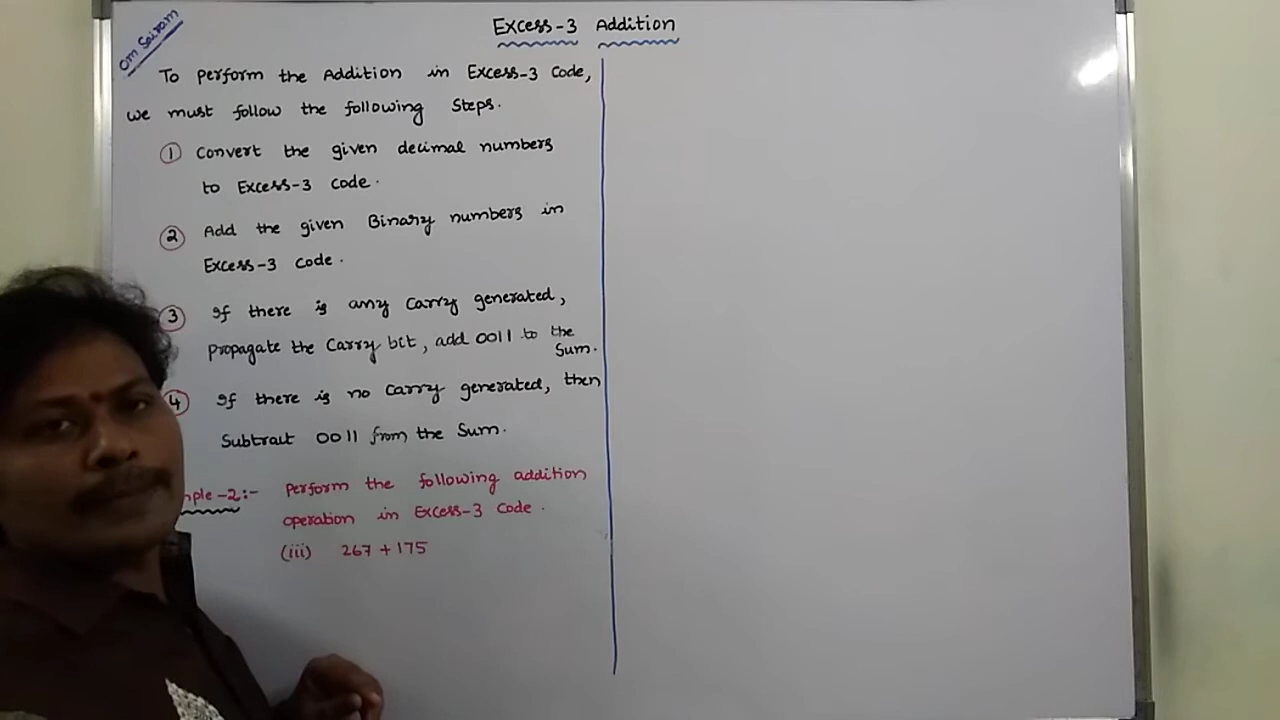 Om Sairam
Excess-3 Addition
To Perform the Addition in Excess-3 Code,
we must follow the following Steps.
1 Convert the given decimal numbers
to Excess-3 Code.
2 Add the given Binary numbers in
Excess-3 Code.
3 If there is any Carry generated,
Propagate the Carry bit, add 0011 to the
Sum.
4 If there is no Carry generated, then
Subtract 0011 from the Sum.
mple-2:- Perform the following addition
operation in Excess-3 Code.
(iii) 267 + 175